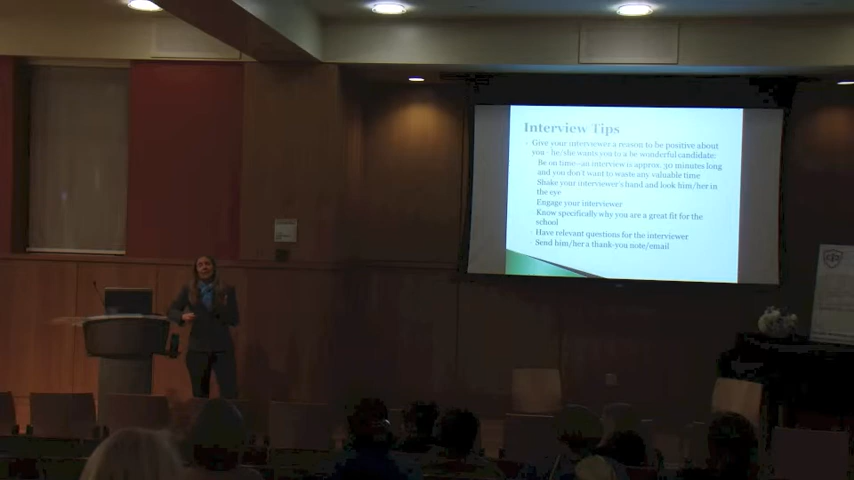 Interview Tips
Give your interviewer a reason to be positive about
you - he/she wants you to a be wonderful candidate:
Be on time—an interview is approx. 30 minutes long
and you don't want to waste any valuable time
Shake your interviewer's hand and look him/her in
the eye
Engage your interviewer
Know specifically why you are a great fit for the
school
Have relevant questions for the interviewer
Send him/her a thank-you note/email